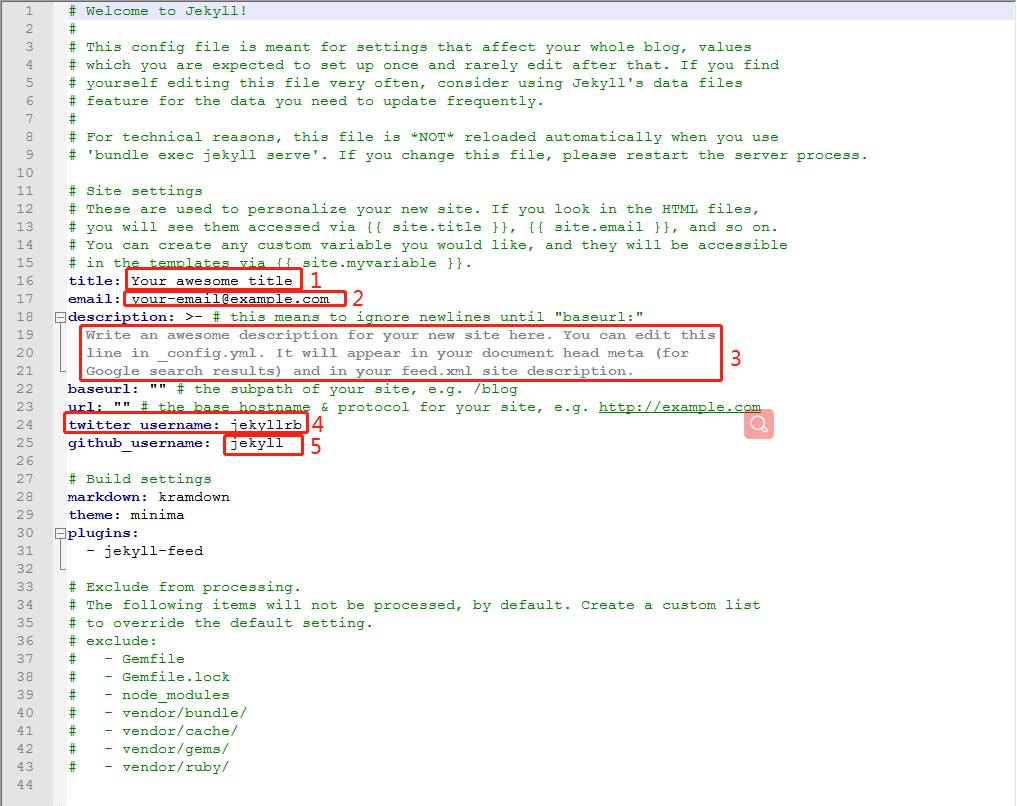 1 # Welcome to Jekyll!
2 #
3 # This config file is meant for settings that affect your whole blog, values
4 # which you are expected to set up once and rarely edit after that. If you find
5 # yourself editing this file very often, consider using Jekyll's data files
6 # feature for the data you need to update frequently.
7 #
8 # For technical reasons, this file is *NOT* reloaded automatically when you use
9 # 'bundle exec jekyll serve'. If you change this file, please restart the server process.
10
11 # Site settings
12 # These are used to personalize your new site. If you look in the HTML files,
13 # you will see them accessed via {{ site.title }}, {{ site.email }}, and so on.
14 # You can create any custom variable you would like, and they will be accessible
15 # in the templates via {{ site.myvariable }}.
16 title: Your awesome title 1
17 email: your-email@example.com 2
18 description: >- # this means to ignore newlines until "baseurl:"
19 Write an awesome description for your new site here. You can edit this
20 line in _config.yml. It will appear in your document head meta (for 3
21 Google search results) and in your feed.xml site description.
22 baseurl: "" # the subpath of your site, e.g. /blog
23 url: "" # the base hostname & protocol for your site, e.g. http://example.com
24 twitter_username: jekyllrb 4
25 github_username: jekyll 5
26
27 # Build settings
28 markdown: kramdown
29 theme: minima
30 plugins:
31 - jekyll-feed
32
33 # Exclude from processing.
34 # The following items will not be processed, by default. Create a custom list
35 # to override the default setting.
36 # exclude:
37 #   - Gemfile
38 #   - Gemfile.lock
39 #   - node_modules
40 #   - vendor/bundle/
41 #   - vendor/cache/
42 #   - vendor/gems/
43 #   - vendor/ruby/
44